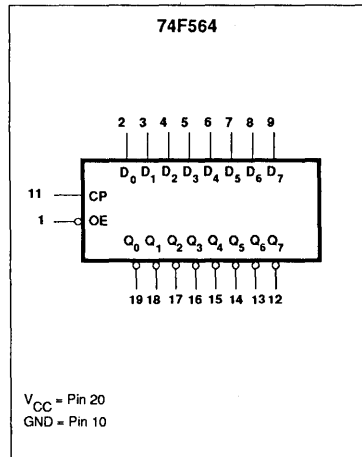 74F564
2 3 4 5 6 7 8 9
D0 D1 D2 D3 D4 D5 D6 D7
11 CP
1 OE
Q0 Q1 Q2 Q3 Q4 Q5 Q6 Q7
19 18 17 16 15 14 13 12
VCC = Pin 20
GND = Pin 10